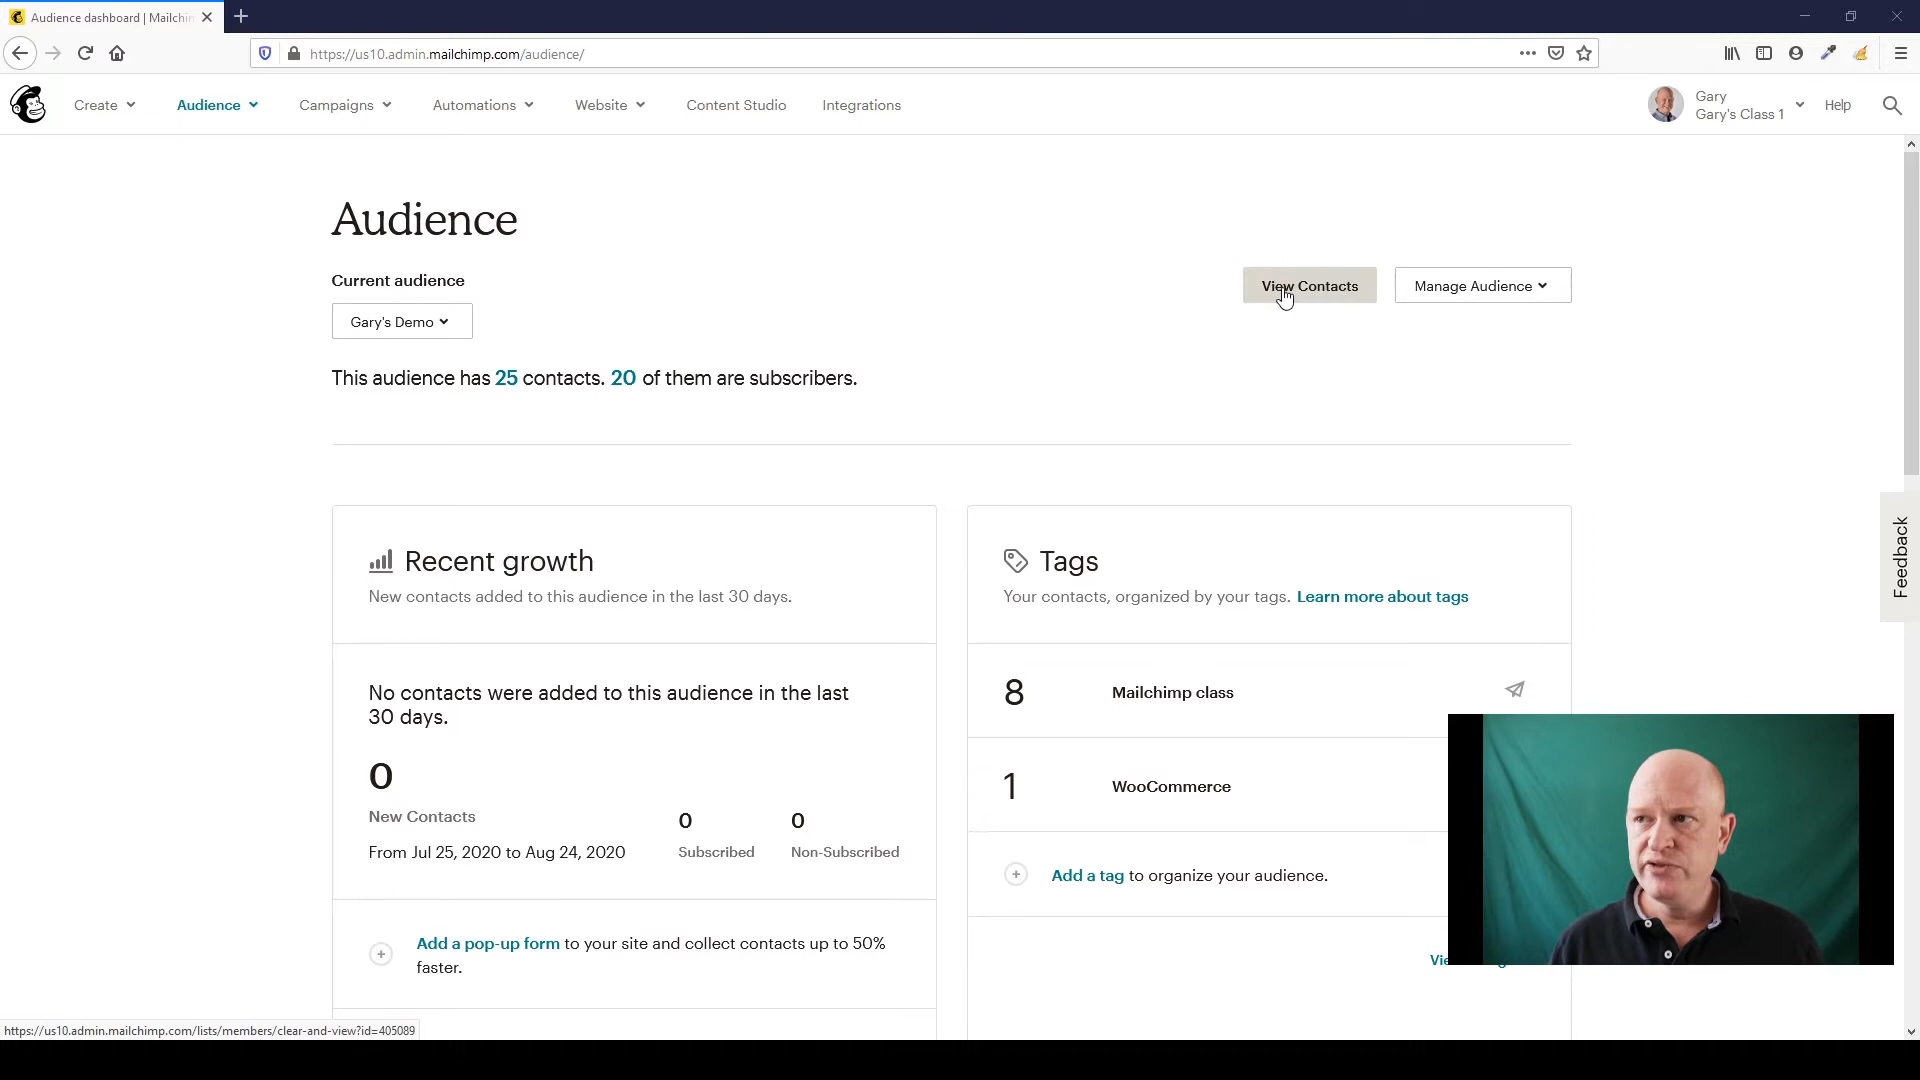 Audience dashboard | Mailchim
https://us10.admin.mailchimp.com/audience/
Create
Audience
Campaigns
Automations
Website
Content Studio
Integrations
Gary
Gary's Class 1
Help
Audience
Current audience
View Contacts
Manage Audience
Gary's Demo
This audience has 25 contacts. 20 of them are subscribers.
Feedback
Recent growth
New contacts added to this audience in the last 30 days.
No contacts were added to this audience in the last
30 days.
0
New Contacts
From Jul 25, 2020 to Aug 24, 2020
0
Subscribed
0
Non-Subscribed
Add a pop-up form to your site and collect contacts up to 50%
faster.
Tags
Your contacts, organized by your tags. Learn more about tags
8 Mailchimp class
1 WooCommerce
Add a tag to organize your audience.
https://us10.admin.mailchimp.com/lists/members/clear-and-view?id=405089